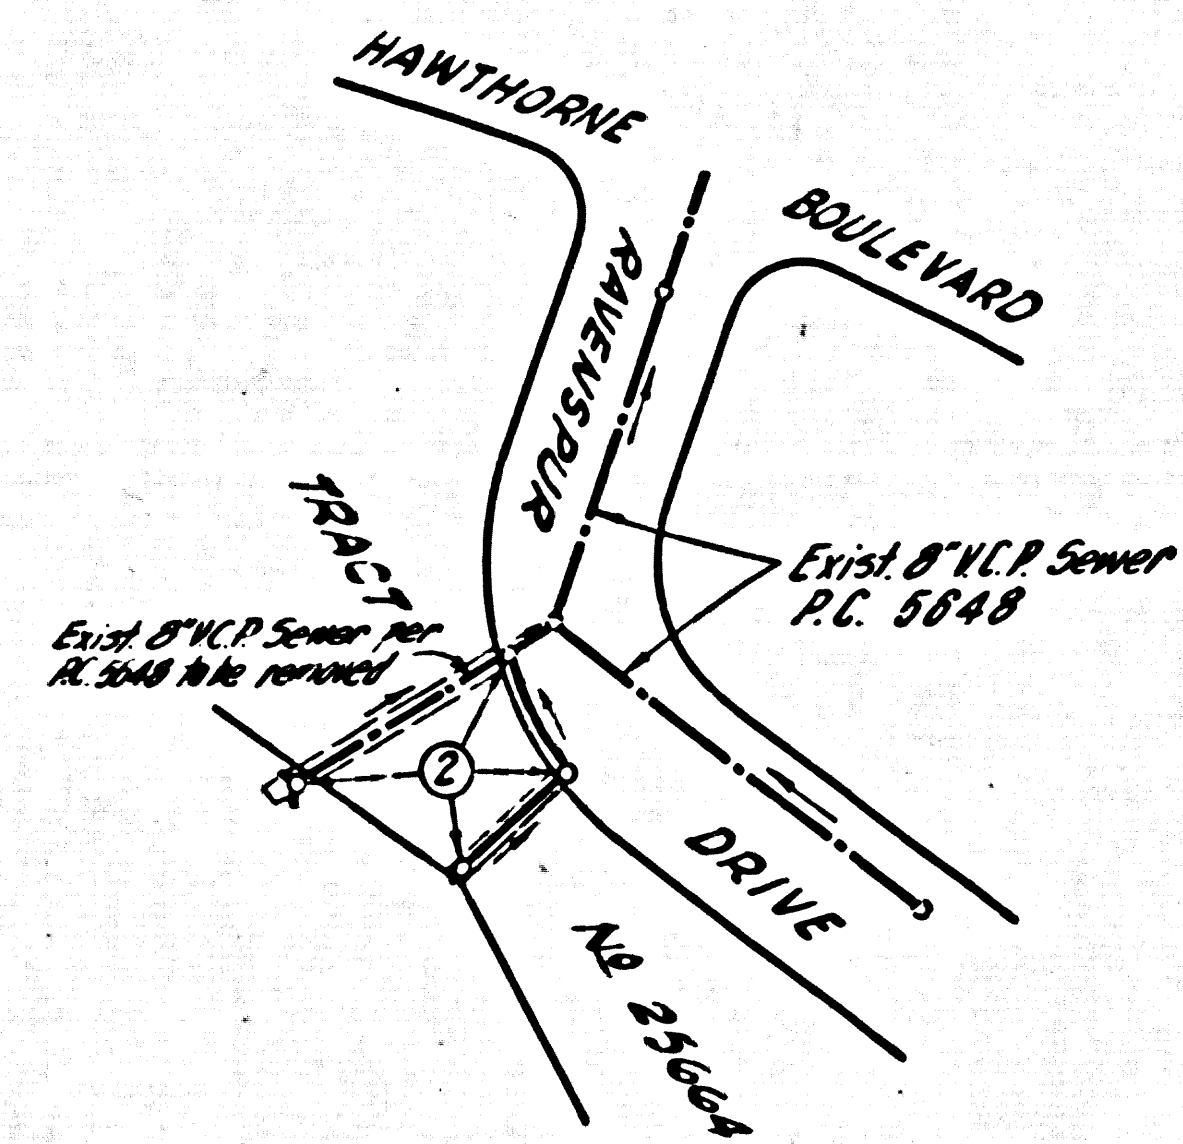 HAWTHORNE
BOULEVARD
RAVENSPUR
TRACT
Exist. 8" V.C.P. Sewer
P.C. 5648
Exist. 8" V.C.P. Sewer per
P.C. 5648 to be removed
2
DRIVE
No 25664